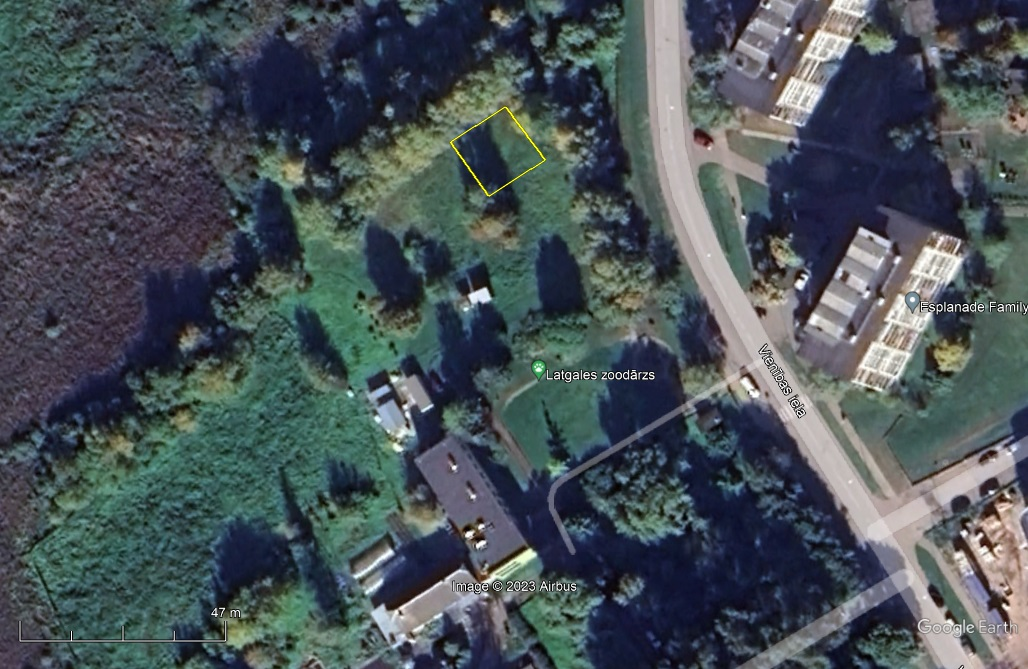 Esplanade Family
Vienības iela
Latgales zoodārzs
Image © 2023 Airbus
47 m
Google Earth